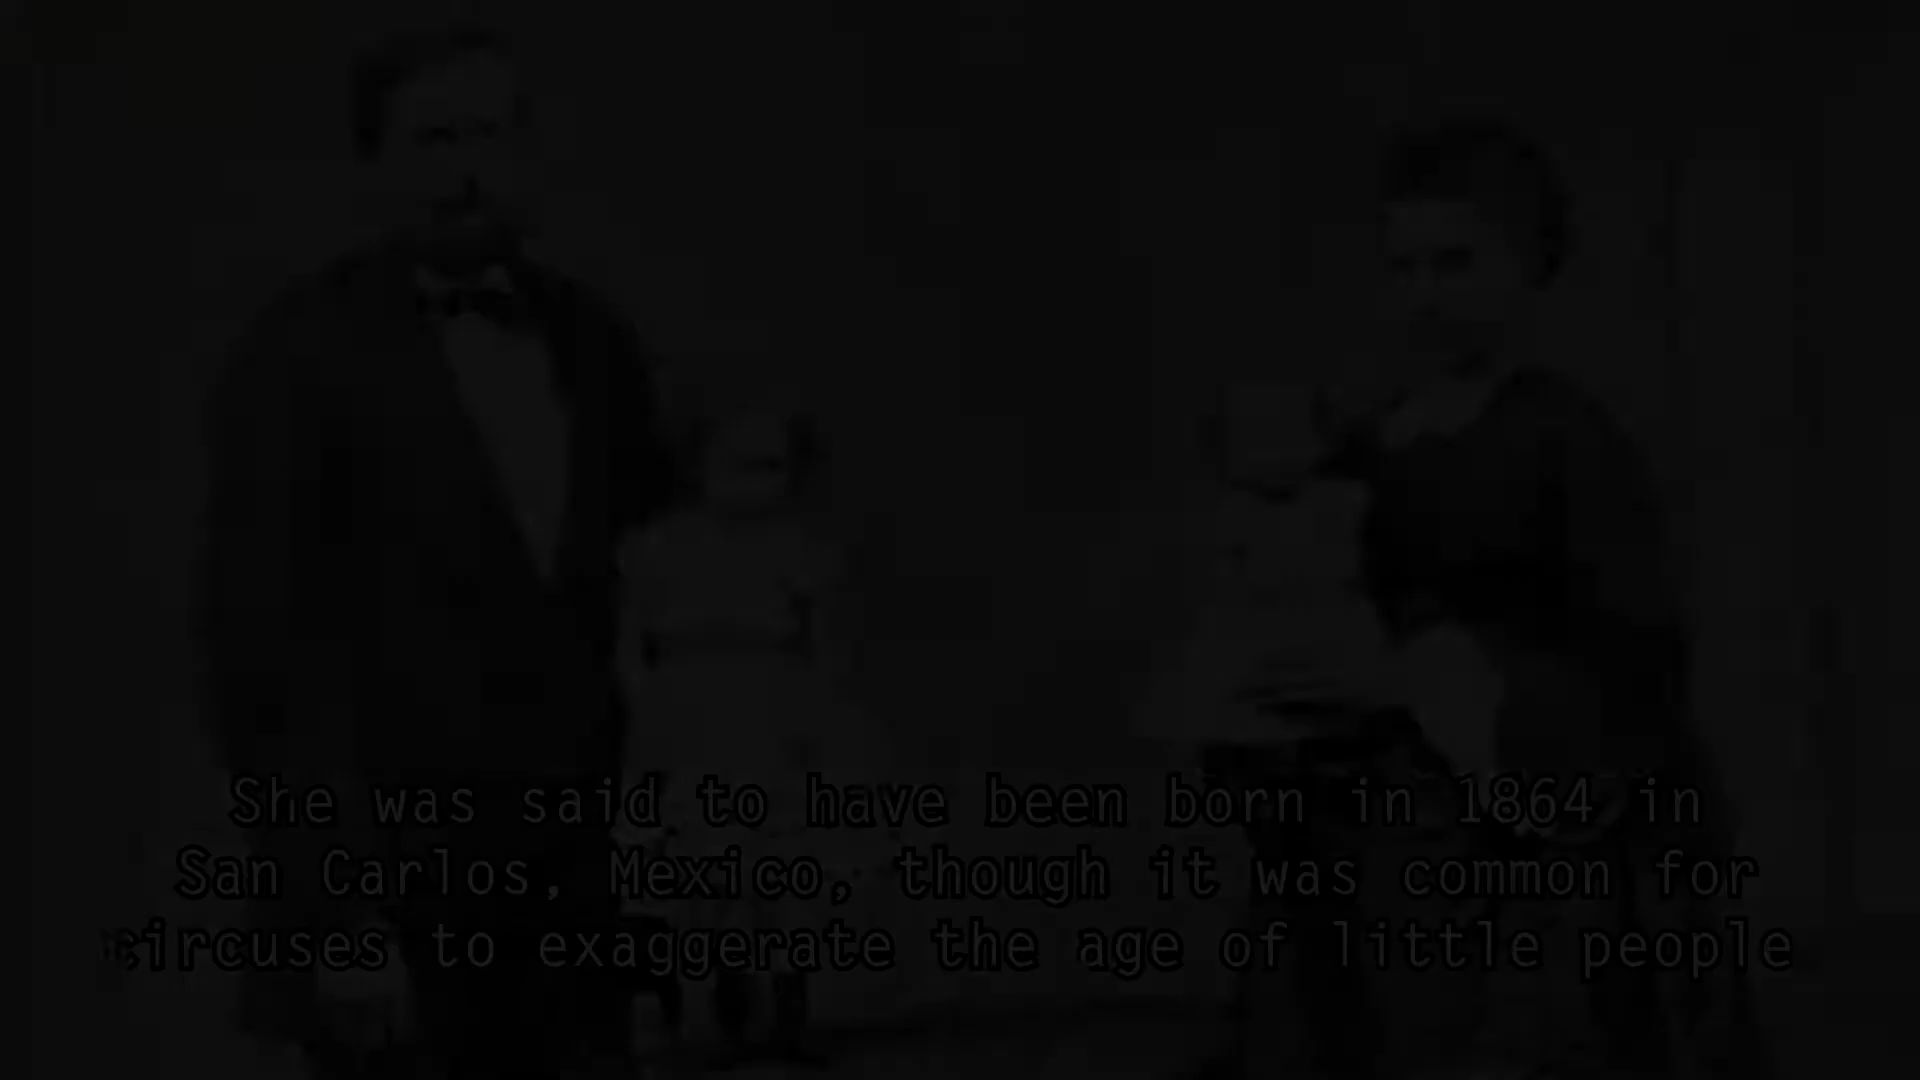 She was said to have been born in 1864 in
San Carlos, Mexico, though it was common for
circuses to exaggerate the age of little people